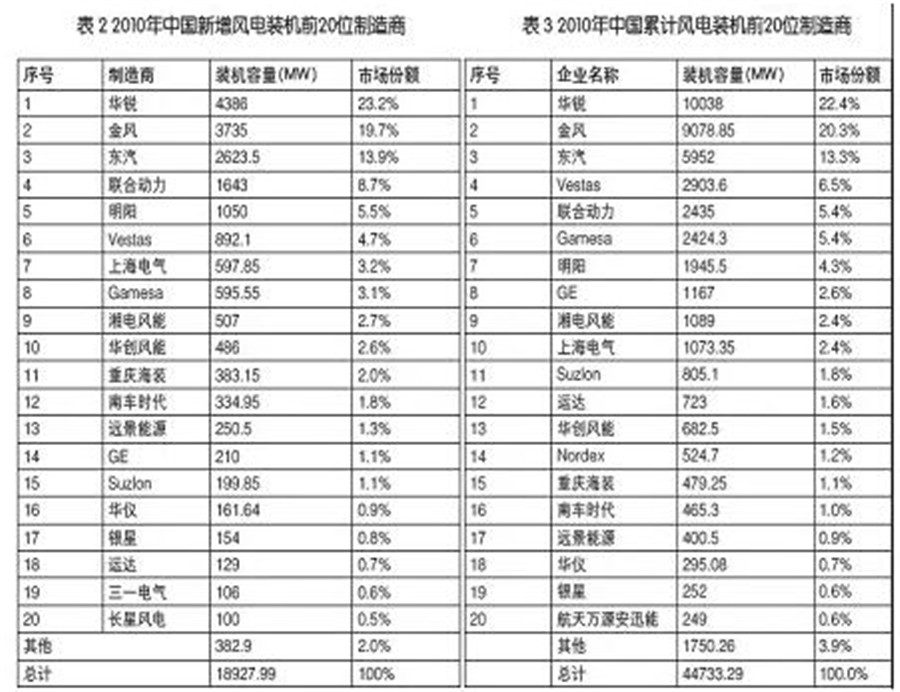 表 2 2010年中国新增风电装机前20位制造商
序号 制造商 装机容量(MW) 市场份额
1 华锐 4386 23.2%
2 金风 3735 19.7%
3 东汽 2623.5 13.9%
4 联合动力 1643 8.7%
5 明阳 1050 5.5%
6 Vestas 892.1 4.7%
7 上海电气 597.85 3.2%
8 Gamesa 595.55 3.1%
9 湘电风能 507 2.7%
10 华创风能 486 2.6%
11 重庆海装 383.15 2.0%
12 南车时代 334.95 1.8%
13 远景能源 250.5 1.3%
14 GE 210 1.1%
15 Suzlon 199.85 1.1%
16 华仪 161.64 0.9%
17 银星 154 0.8%
18 运达 129 0.7%
19 三一电气 106 0.6%
20 长星风电 100 0.5%
其他 382.9 2.0%
总计 18927.99 100%
表 3 2010年中国累计风电装机前20位制造商
序号 企业名称 装机容量(MW) 市场份额
1 华锐 10038 22.4%
2 金风 9078.85 20.3%
3 东汽 5952 13.3%
4 Vestas 2903.6 6.5%
5 联合动力 2435 5.4%
6 Gamesa 2424.3 5.4%
7 明阳 1945.5 4.3%
8 GE 1167 2.6%
9 湘电风能 1089 2.4%
10 上海电气 1073.35 2.4%
11 Suzlon 805.1 1.8%
12 运达 723 1.6%
13 华创风能 682.5 1.5%
14 Nordex 524.7 1.2%
15 重庆海装 479.25 1.1%
16 南车时代 465.3 1.0%
17 远景能源 400.5 0.9%
18 华仪 295.08 0.7%
19 银星 252 0.6%
20 航天万源安迅能 249 0.6%
其他 1750.26 3.9%
总计 44733.29 100.0%